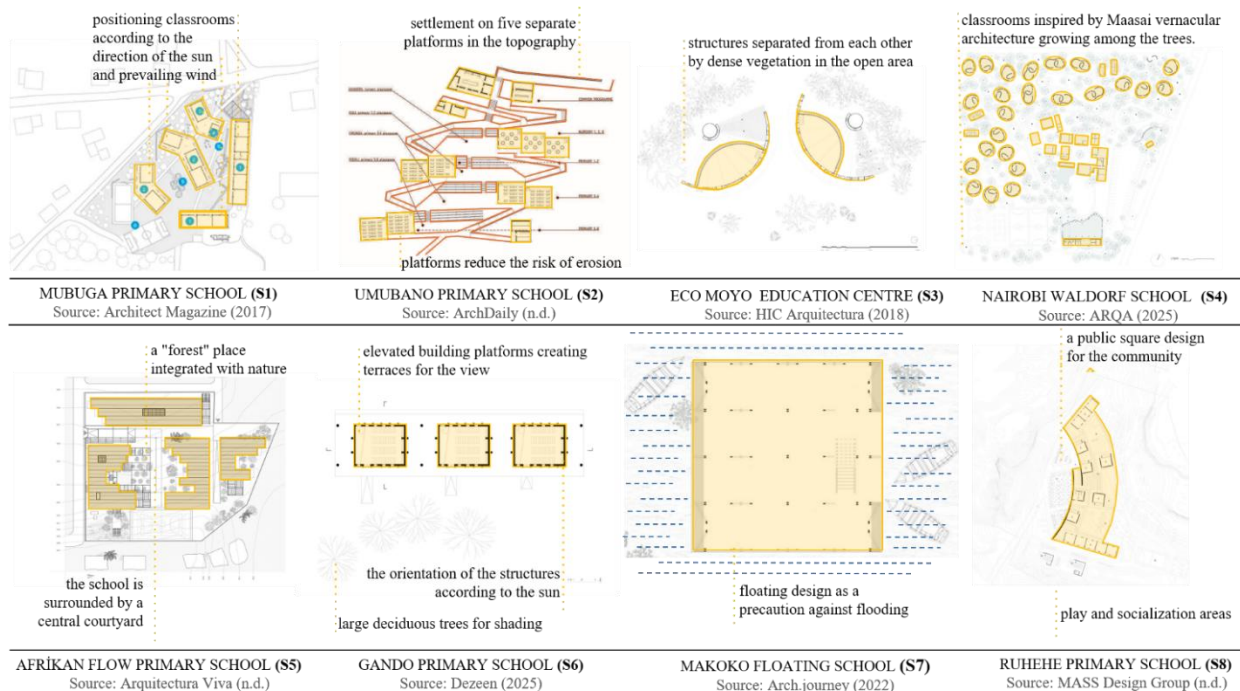 positioning classrooms
according to the
direction of the sun
and prevailing wind
MUBUGA PRIMARY SCHOOL (S1)
Source: Architect Magazine (2017)
settlement on five separate
platforms in the topography
platforms reduce the risk of erosion
UMUBANO PRIMARY SCHOOL (S2)
Source: ArchDaily (n.d.)
structures separated from each other
by dense vegetation in the open area
ECO MOYO EDUCATION CENTRE (S3)
Source: HIC Arquitectura (2018)
classrooms inspired by Maasai vernacular
architecture growing among the trees.
NAIROBI WALDORF SCHOOL (S4)
Source: ARQA (2025)
a "forest" place
integrated with nature
the school is
surrounded by a
central courtyard
AFRİKAN FLOW PRIMARY SCHOOL (S5)
Source: Arquitectura Viva (n.d.)
elevated building platforms creating
terraces for the view
the orientation of the structures
according to the sun
large deciduous trees for shading
GANDO PRIMARY SCHOOL (S6)
Source: Dezeen (2025)
floating design as a
precaution against flooding
MAKOKO FLOATING SCHOOL (S7)
Source: Arch.journey (2022)
a public square design
for the community
play and socialization areas
RUHEHE PRIMARY SCHOOL (S8)
Source: MASS Design Group (n.d.)